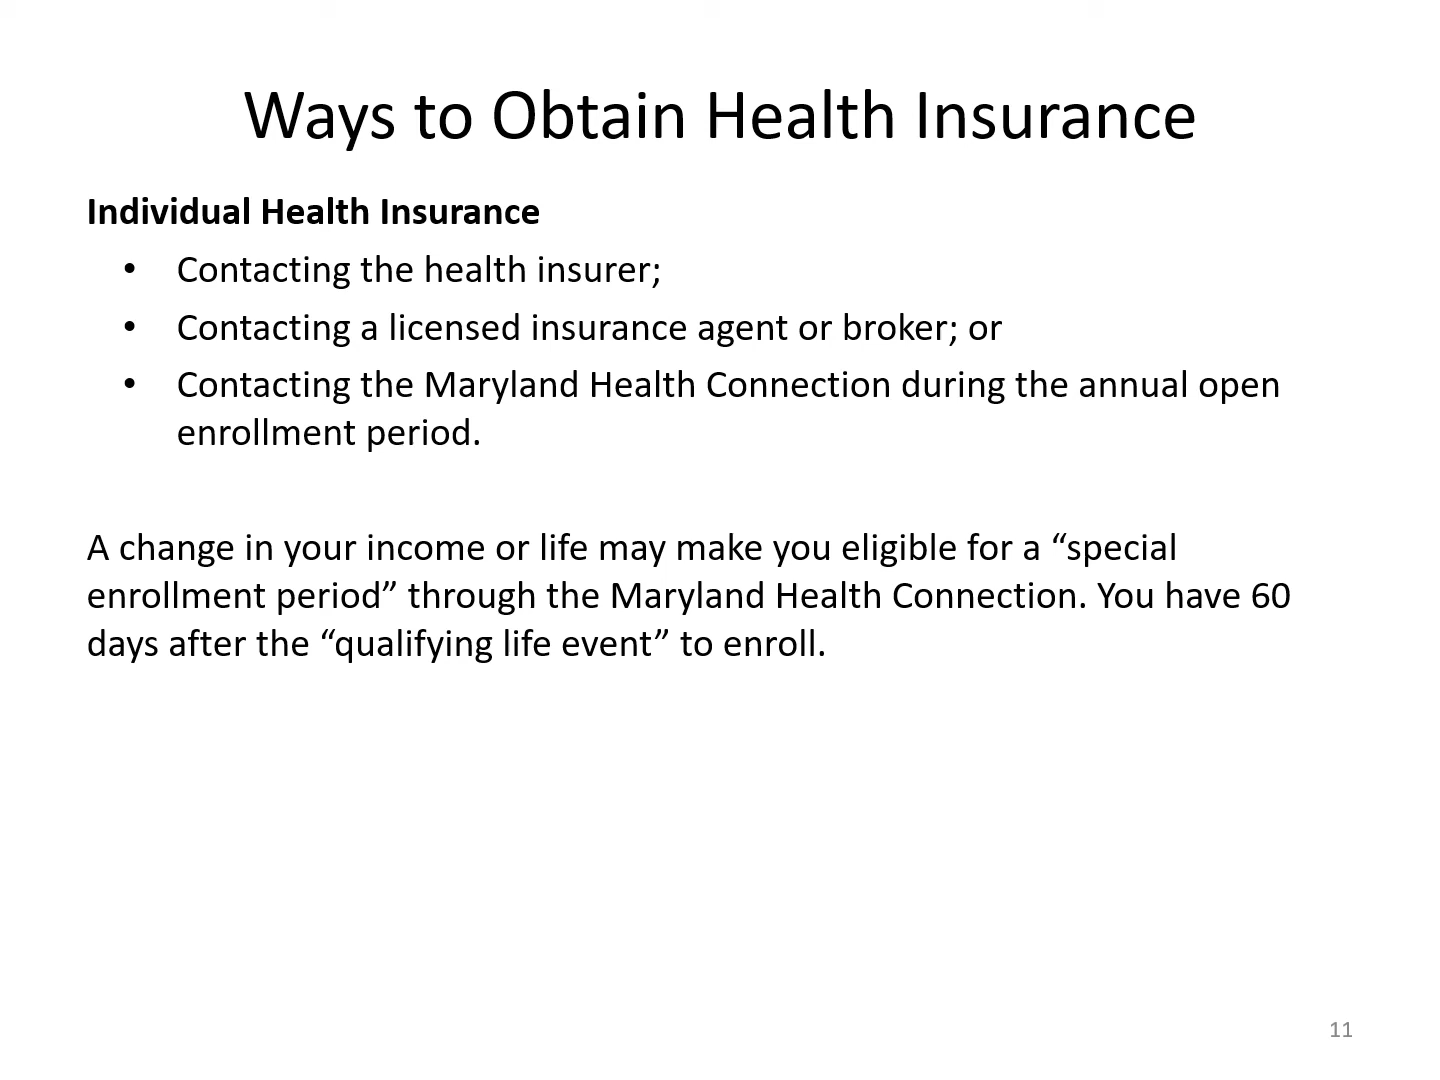 Ways to Obtain Health Insurance
Individual Health Insurance
• Contacting the health insurer;
• Contacting a licensed insurance agent or broker; or
• Contacting the Maryland Health Connection during the annual open
enrollment period.
A change in your income or life may make you eligible for a “special
enrollment period” through the Maryland Health Connection. You have 60
days after the “qualifying life event” to enroll.
11